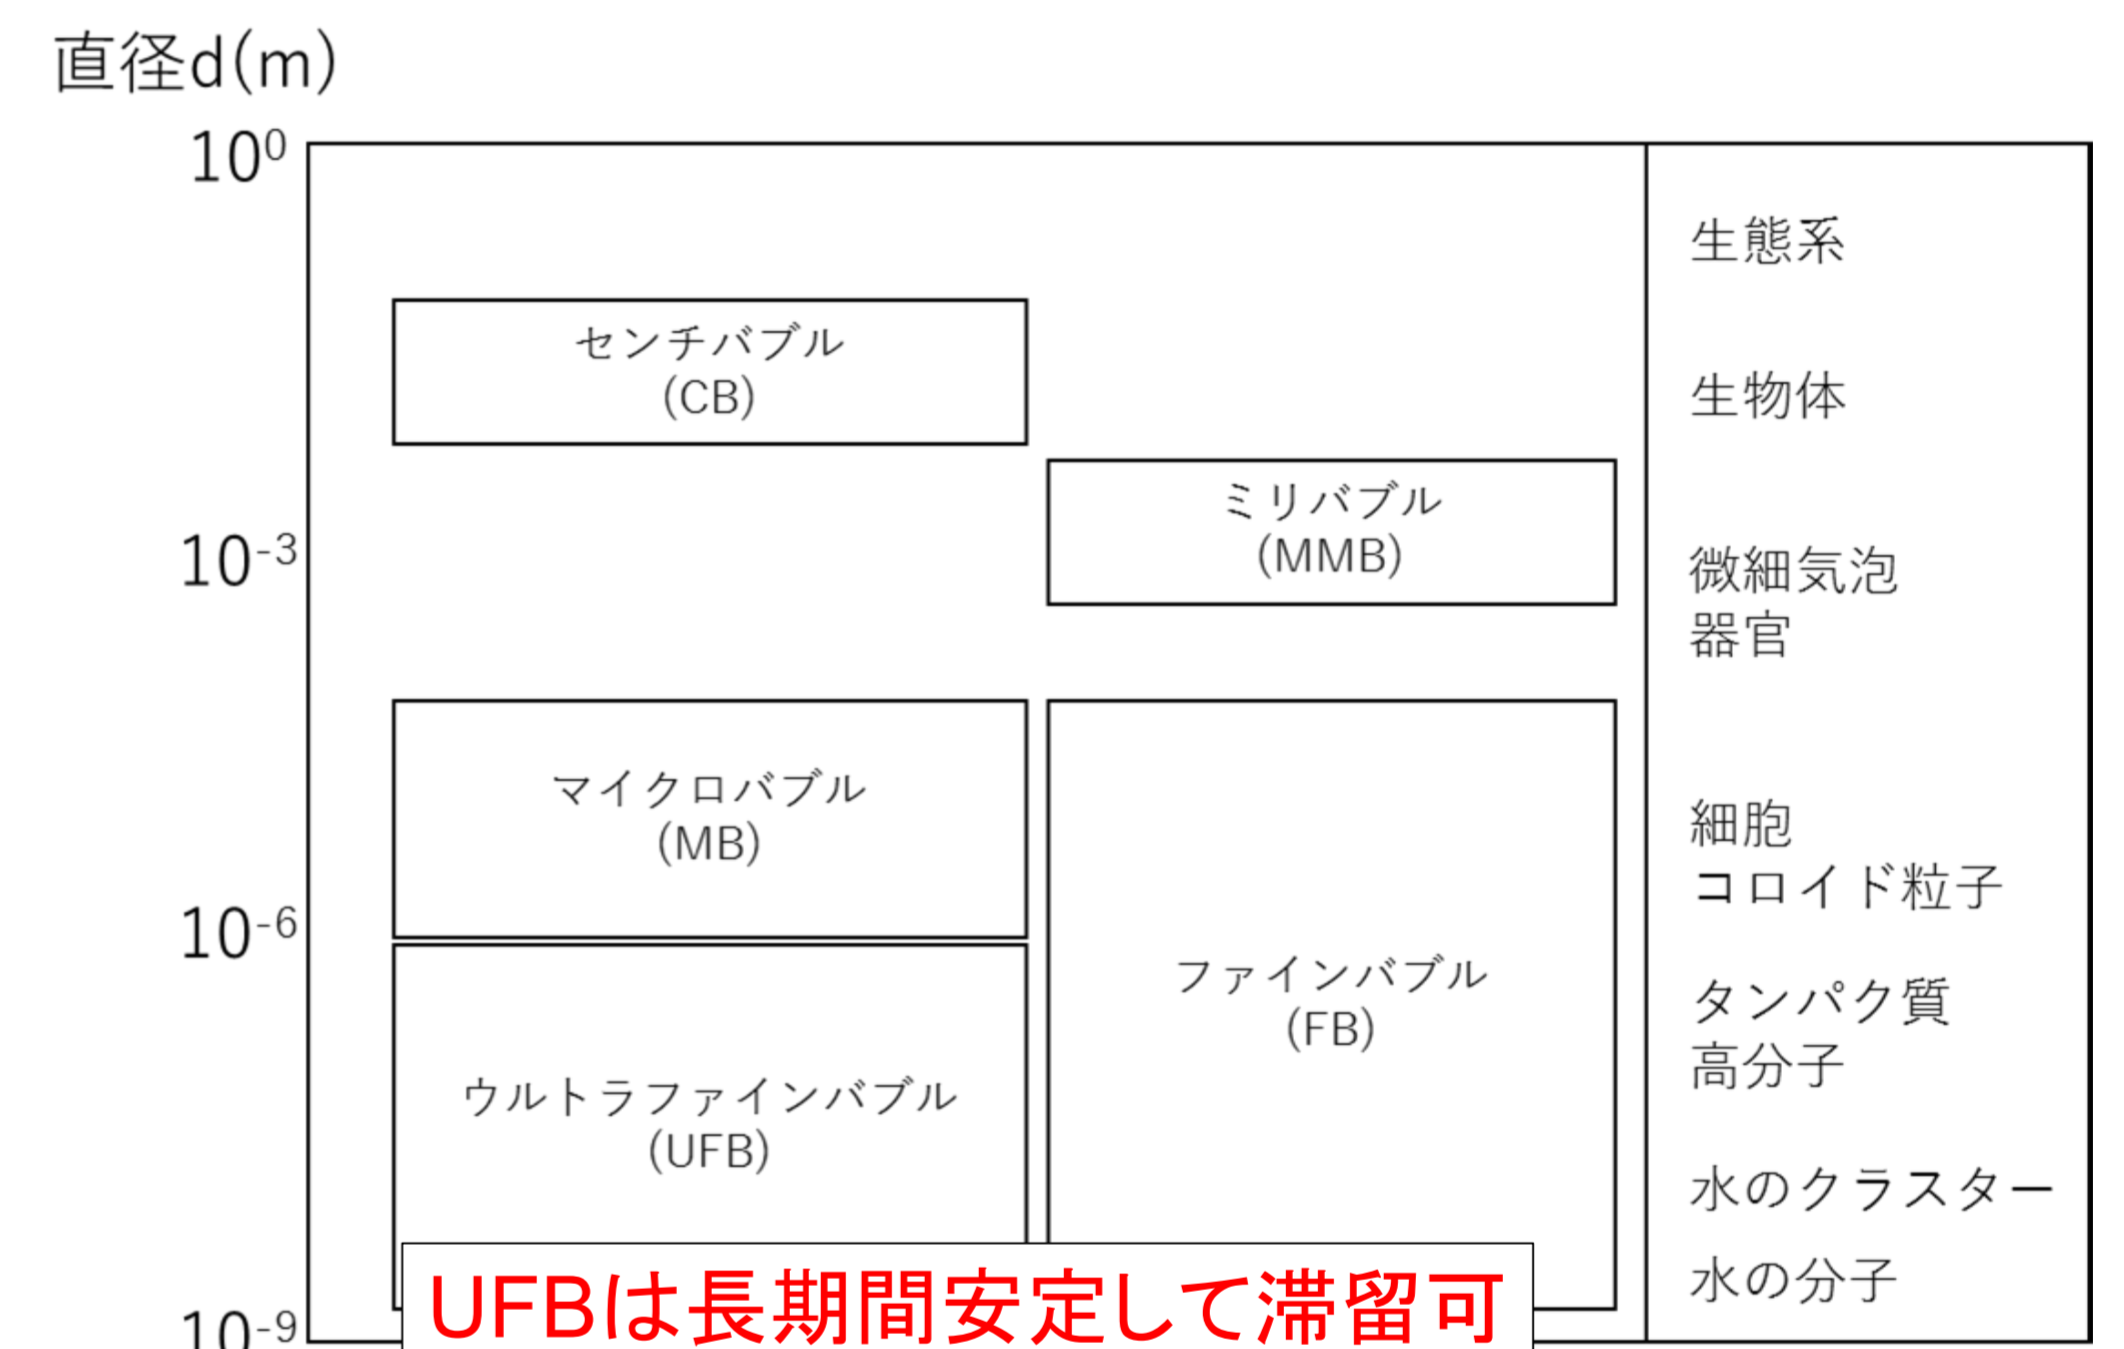 直径d(m)
10⁰
生態系
センチバブル
(CB)
生物体
ミリバブル
(MMB)
10⁻³
微細気泡
器官
マイクロバブル
(MB)
細胞
コロイド粒子
10⁻⁶
ファインバブル
(FB)
タンパク質
高分子
ウルトラファインバブル
(UFB)
水のクラスター
水の分子
UFBは長期間安定して滞留可
10⁻⁹